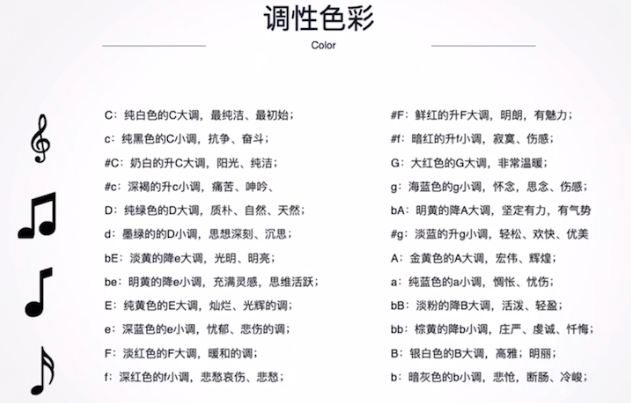 调性色彩
Color
C：纯白色的C大调，最纯洁、最初始；
c：纯黑色的C小调，抗争、奋斗；
#C：奶白的升C大调，阳光、纯洁；
#c：深褐的升c小调，痛苦、呻吟、
D：纯绿色的D大调，质朴、自然、天然；
d：墨绿的的D小调，思想深刻、沉思；
bE：淡黄的降e大调，光明、明亮；
be：明黄的降e小调，充满灵感，思维活跃；
E：纯黄色的E大调，灿烂、光辉的调；
e：深蓝色的e小调，忧郁、悲伤的调；
F：淡红色的F大调，暖和的调；
f：深红色的f小调，悲愁哀伤、悲愁；
#F：鲜红的升F大调，明朗，有魅力；
#f：暗红的升f小调，寂寞、伤感；
G：大红色的G大调，非常温暖；
g：海蓝色的g小调，怀念，思念、伤感；
bA：明黄的降A大调，坚定有力，有气势
#g：淡蓝的升g小调，轻松、欢快、优美
A：金黄色的A大调，宏伟、辉煌；
a：纯蓝色的a小调，惆怅、忧伤；
bB：淡粉的降B大调，活泼、轻盈；
bb：棕黄的降b小调，庄严、虔诚、忏悔；
B：银白色的B大调，高雅；明丽；
b：暗灰色的b小调，悲怆，断肠、冷峻；